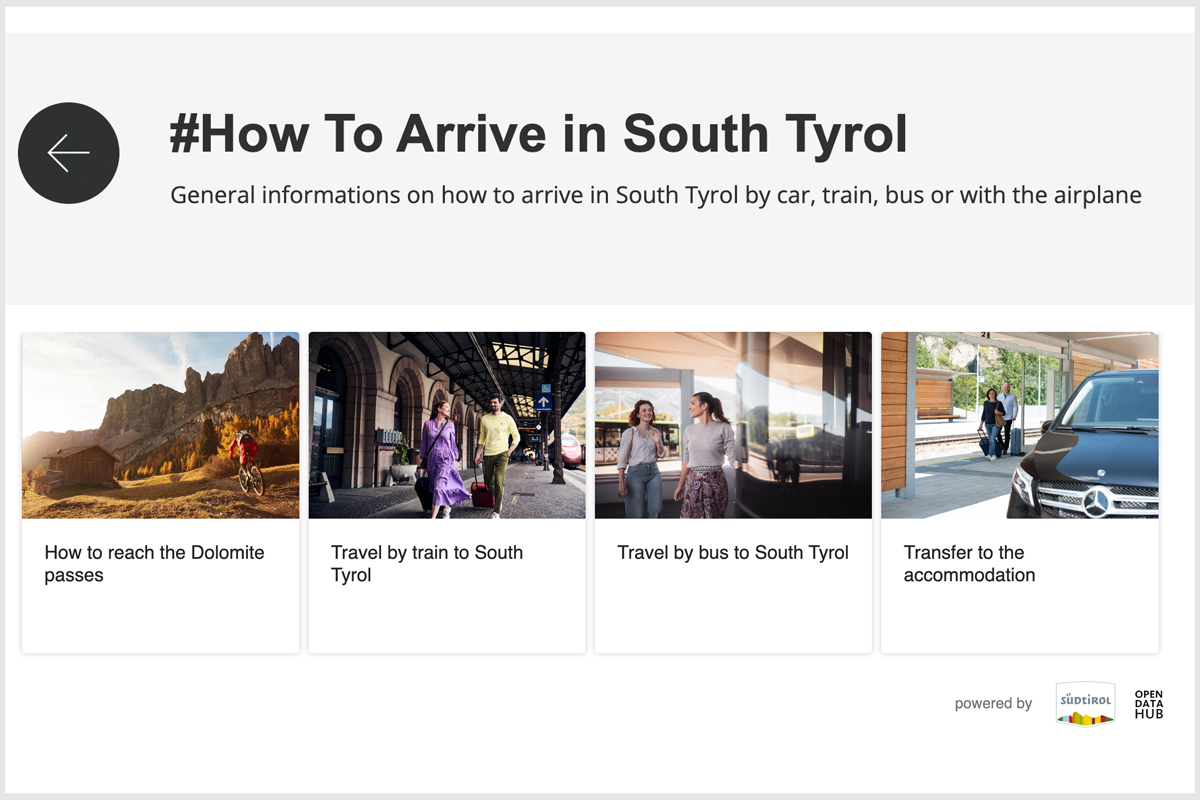 #How To Arrive in South Tyrol
General informations on how to arrive in South Tyrol by car, train, bus or with the airplane
2
How to reach the Dolomite
passes
Travel by train to South
Tyrol
Travel by bus to South Tyrol
Transfer to the
accommodation
powered by
SÜDTiROL
OPEN
DATA
HUB